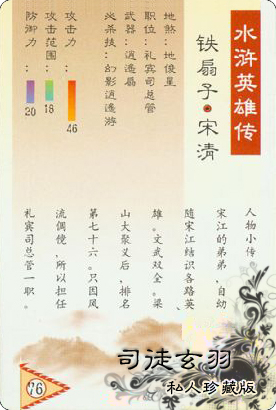 水浒英雄传
铁扇子·宋清
地煞：地俊星
职位：礼宾司总管
武器：逍遥扇
必杀技：幻影逍遥游
攻击力：
46
攻击范围：
18
防御力：
20
人物小传。
宋江的弟弟，自幼
随宋江结识各路英
雄。文武双全。梁
山大聚义后，排名
第七十六。只因风
流倜傥，所以担任
礼宾司总管一职。
76
司徒玄羽
私人珍藏版